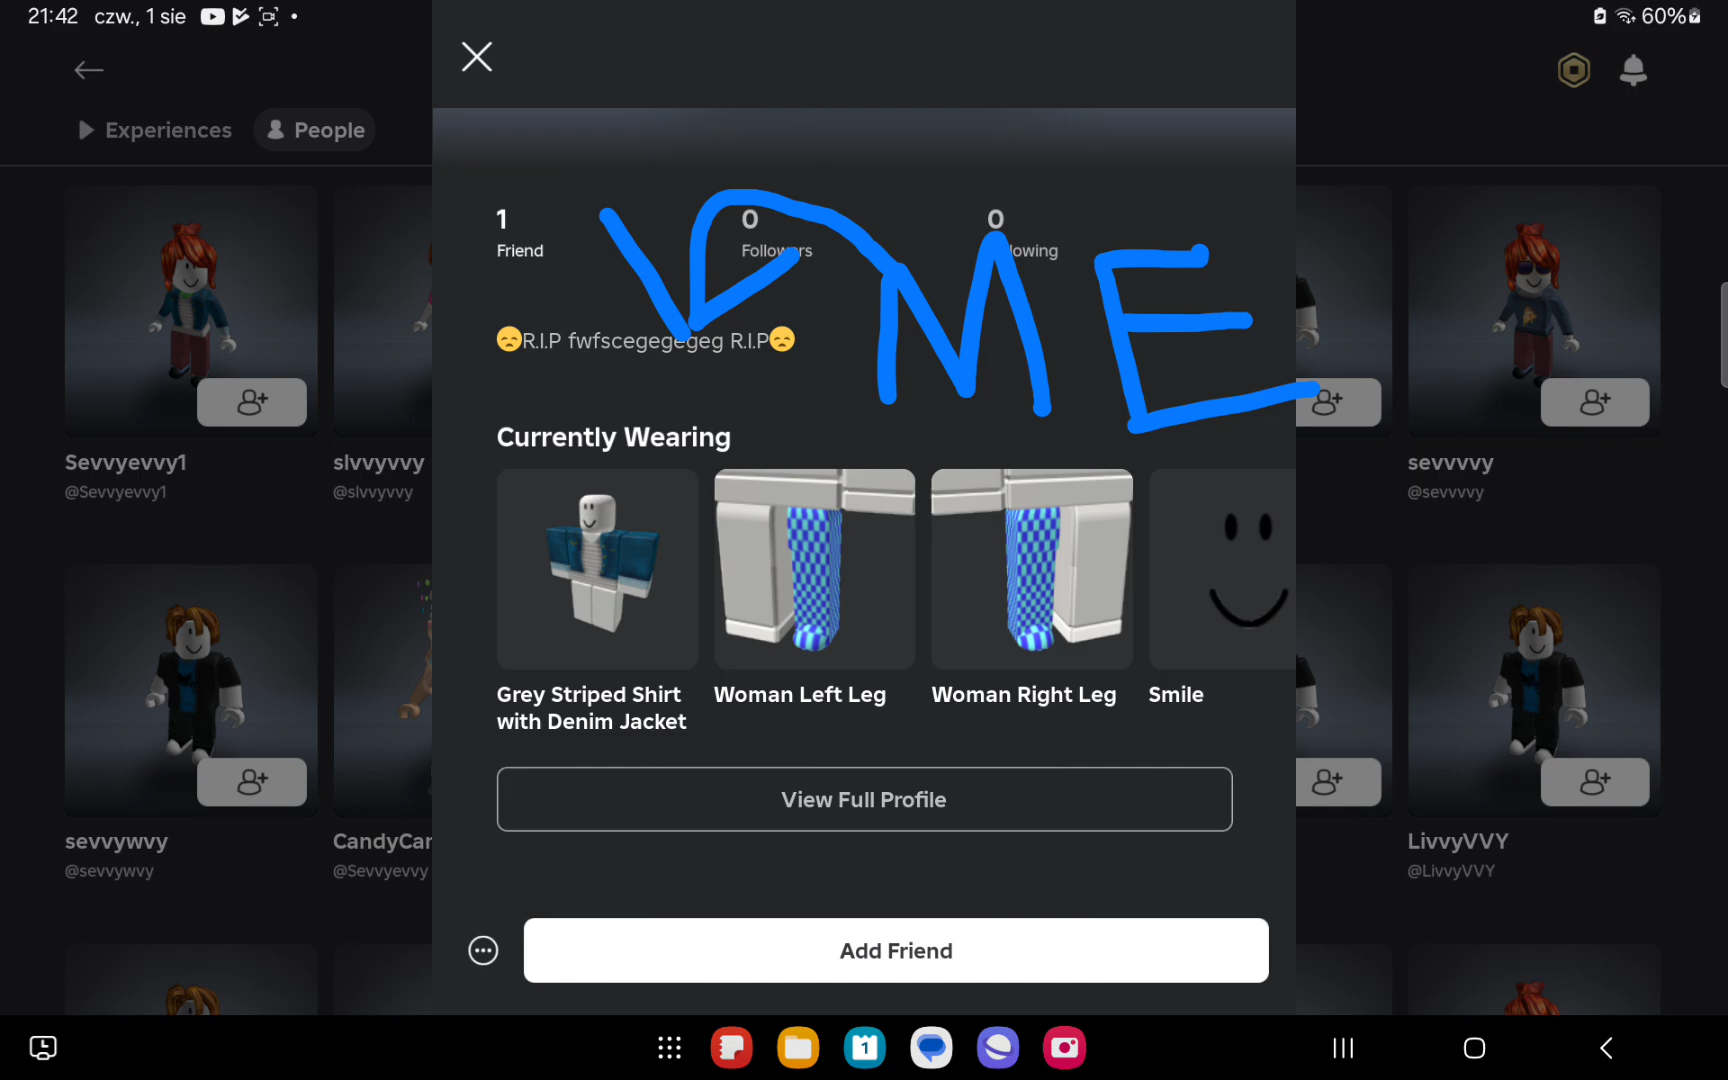 21:42 czw., 1 sie 60%
Experiences People
1 0 0
Friend Followers lowing
ME
😞R.I.P fwfscegegegeg R.I.P😞
Currently Wearing
Grey Striped Shirt with Denim Jacket
Woman Left Leg
Woman Right Leg
Smile
View Full Profile
Add Friend
Sevvyevvy1
@Sevvyevvy1
slvvyvvy
@slvvyvvy
sevvvvy
@sevvvvy
sevvywvy
@sevvywvy
CandyCar
@Sevvyevvy
LivvyVVY
@LivvyVVY
1